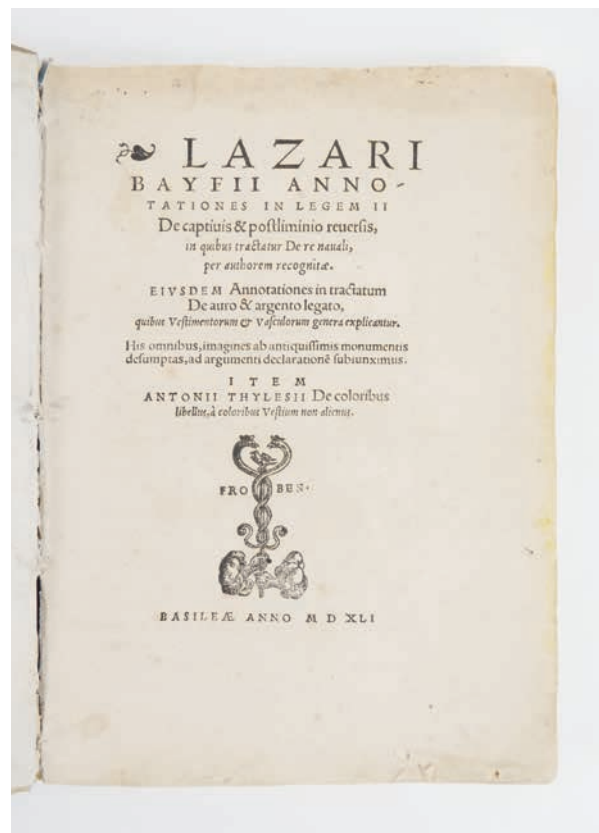 ❧ LAZARI
BAYFII ANNO-
TATIONES IN LEGEM II
De captiuis & postliminio reuersis,
in quibus tractatur De re nauali,
per authorem recognitæ.
EIVSDEM Annotationes in tractatum
De auro & argento legato,
quibus Vestimentorum & Vasculorum genera explicantur.
His omnibus, imagines ab antiquissimis monumentis
desumptas, ad argumenti declarationẽ subiunximus.
ITEM
ANTONII THYLESII De coloribus
libellus, à coloribus Vestium non alienus.
FRO BEN.
BASILEÆ ANNO M D XLI